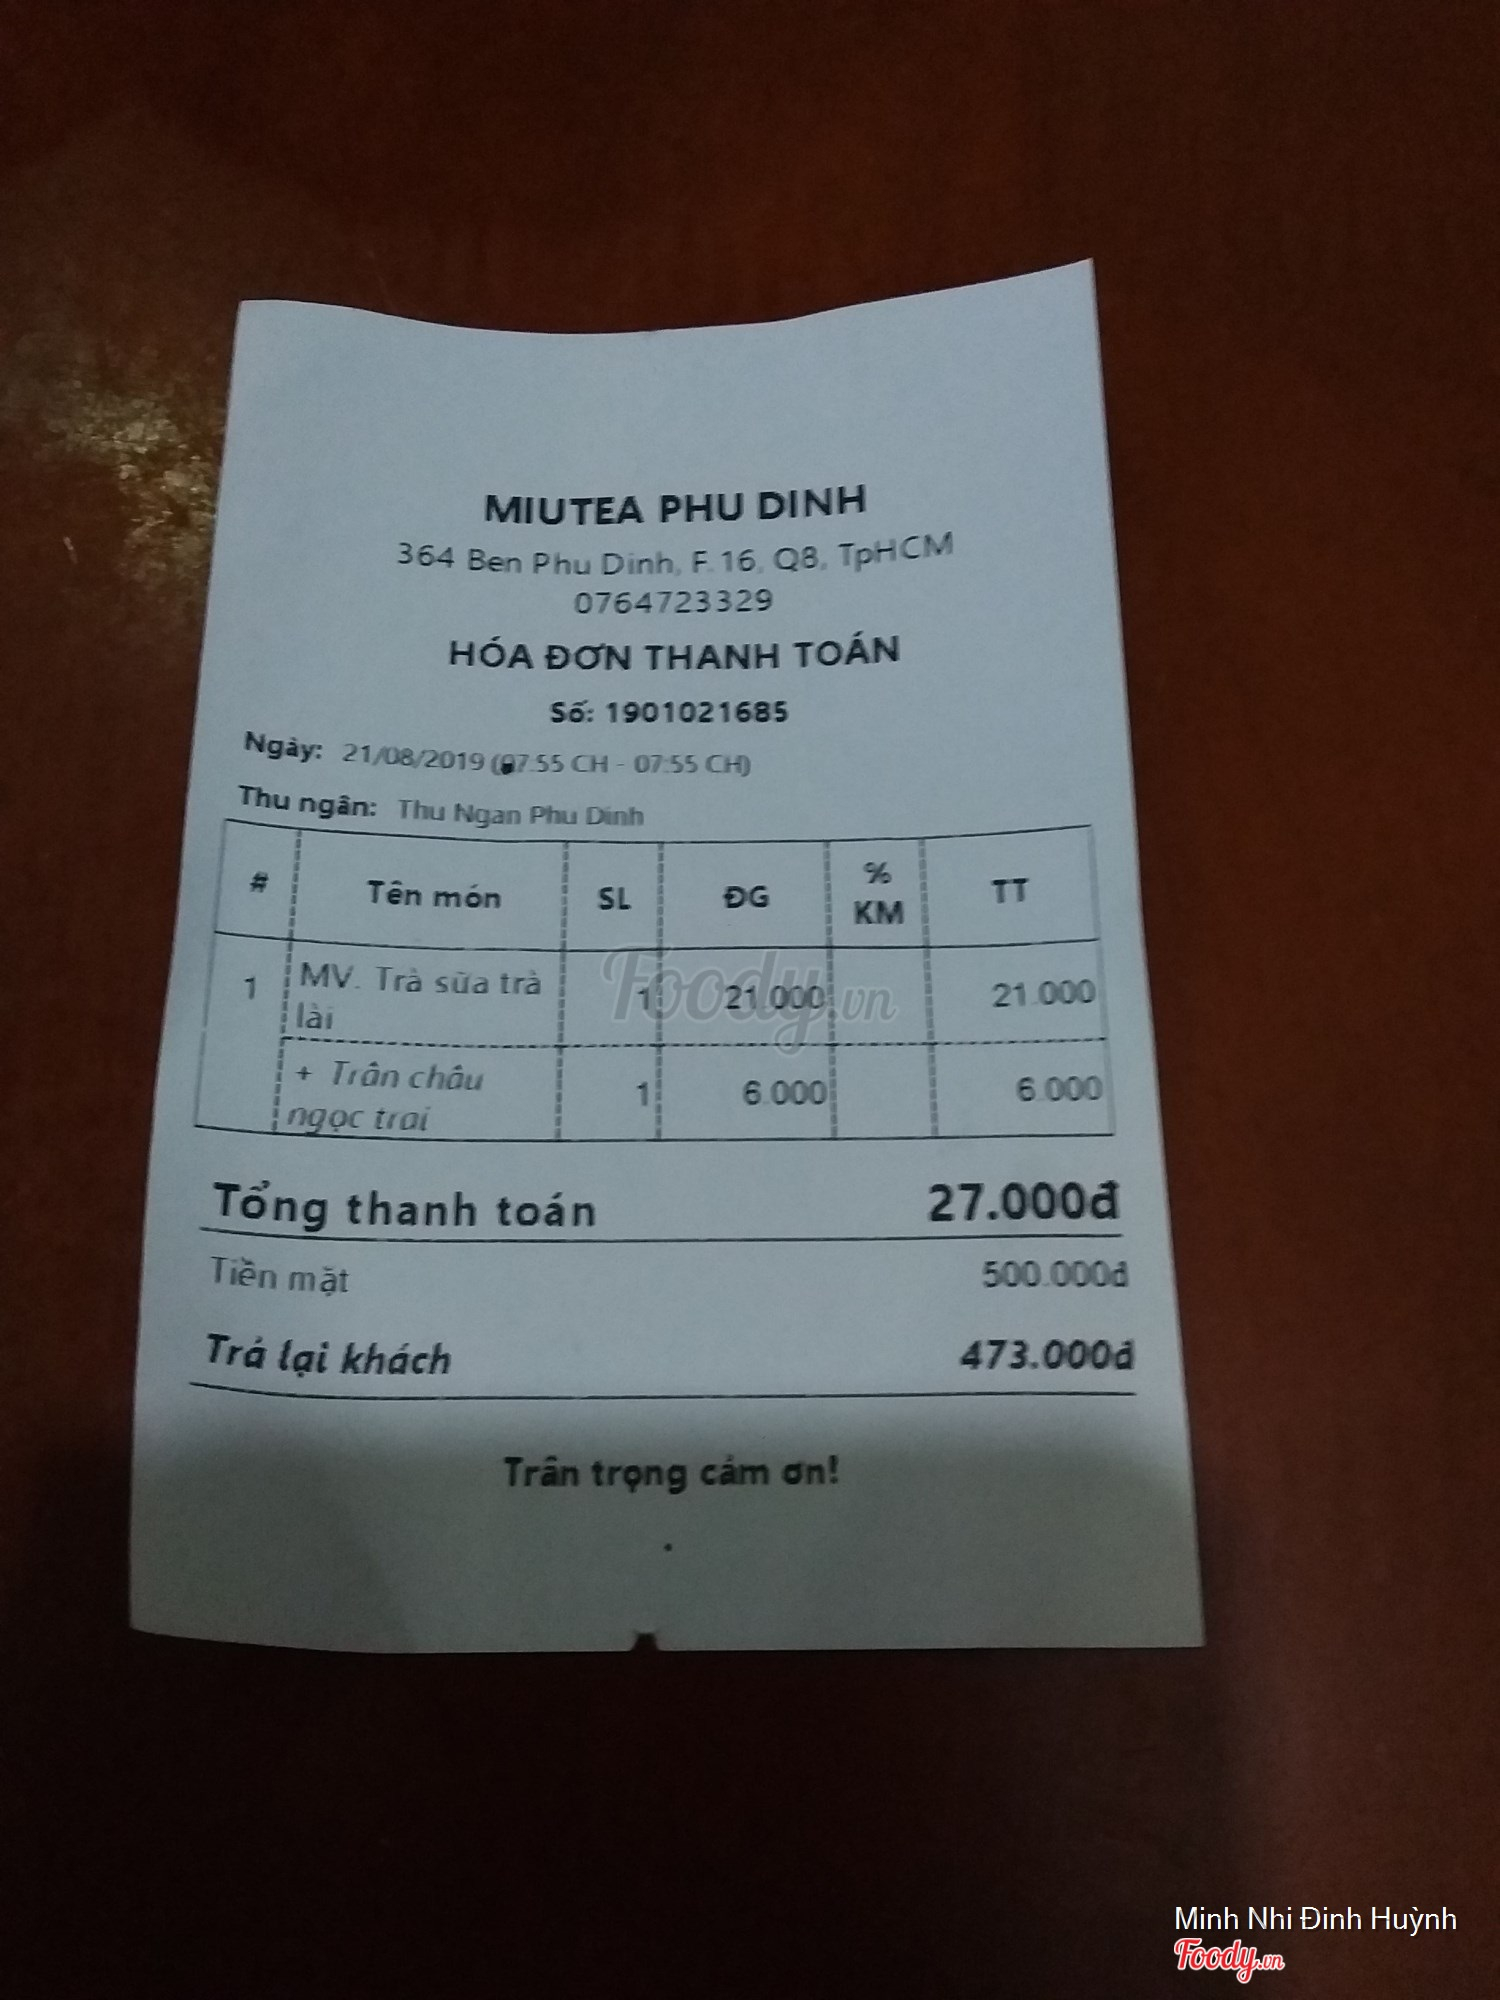 MIUTEA PHU DINH
364 Ben Phu Dinh, F.16, Q8, TpHCM
0764723329
HÓA ĐƠN THANH TOÁN
Số: 1901021685
Ngày: 21/08/2019 (07:55 CH - 07:55 CH)
Thu ngân: Thu Ngan Phu Dinh
# Tên món SL ĐG % KM TT
1 MV. Trà sữa trà 1 21.000 21.000
lài
+ Trân châu 1 6.000 6.000
ngọc trai
Foody.vn
Tổng thanh toán 27.000đ
Tiền mặt 500.000đ
Trả lại khách 473.000đ
Trân trọng cảm ơn!
Minh Nhi Đinh Huỳnh
Foody.vn